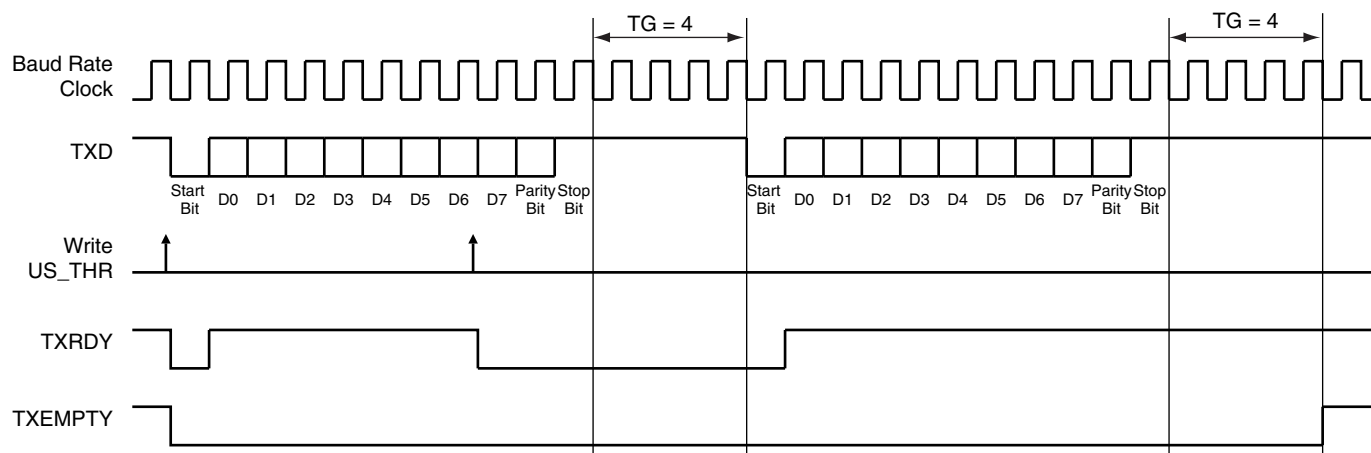 TG = 4
TG = 4
Baud Rate
Clock
TXD
Start
Bit
D0
D1
D2
D3
D4
D5
D6
D7
Parity
Bit
Stop
Bit
Start
Bit
D0
D1
D2
D3
D4
D5
D6
D7
Parity
Bit
Stop
Bit
Write
US_THR
TXRDY
TXEMPTY